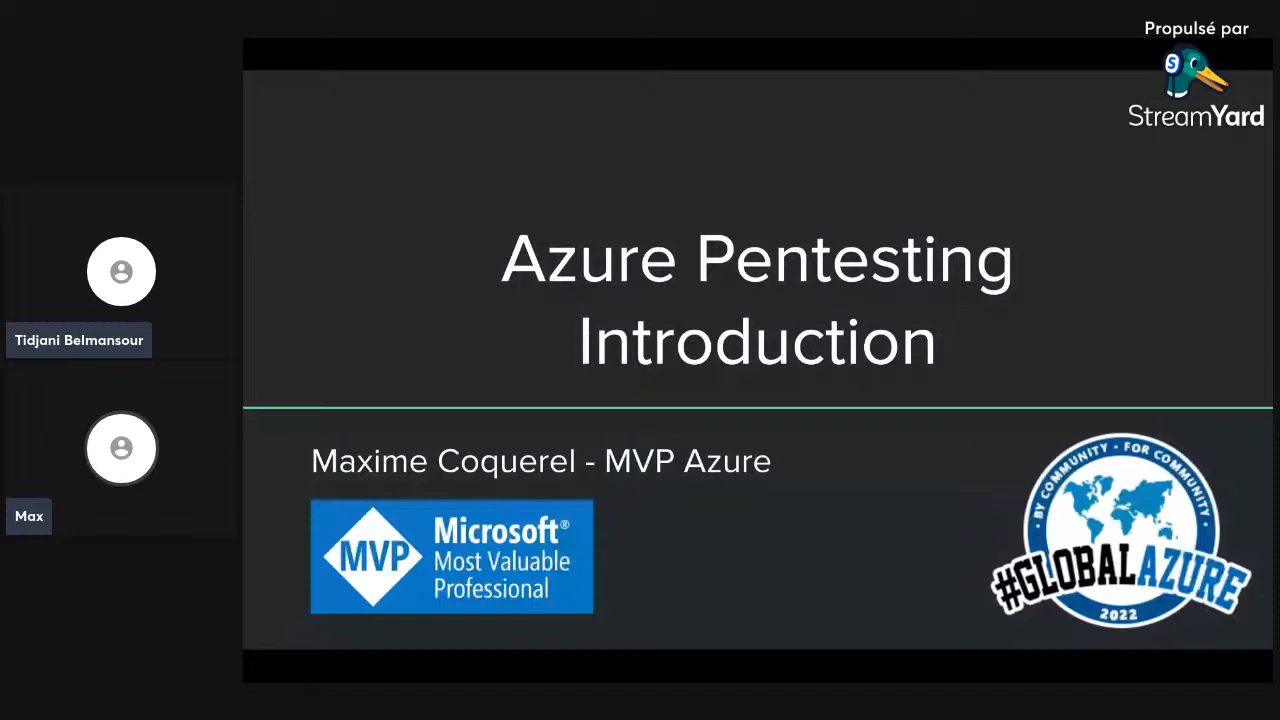 Propulsé par
S
StreamYard
Azure Pentesting
Introduction
Tidjani Belmansour
Maxime Coquerel - MVP Azure
Max
MVP
Microsoft®
Most Valuable
Professional
• BY COMMUNITY • FOR COMMUNITY •
#GLOBALAZURE
2022